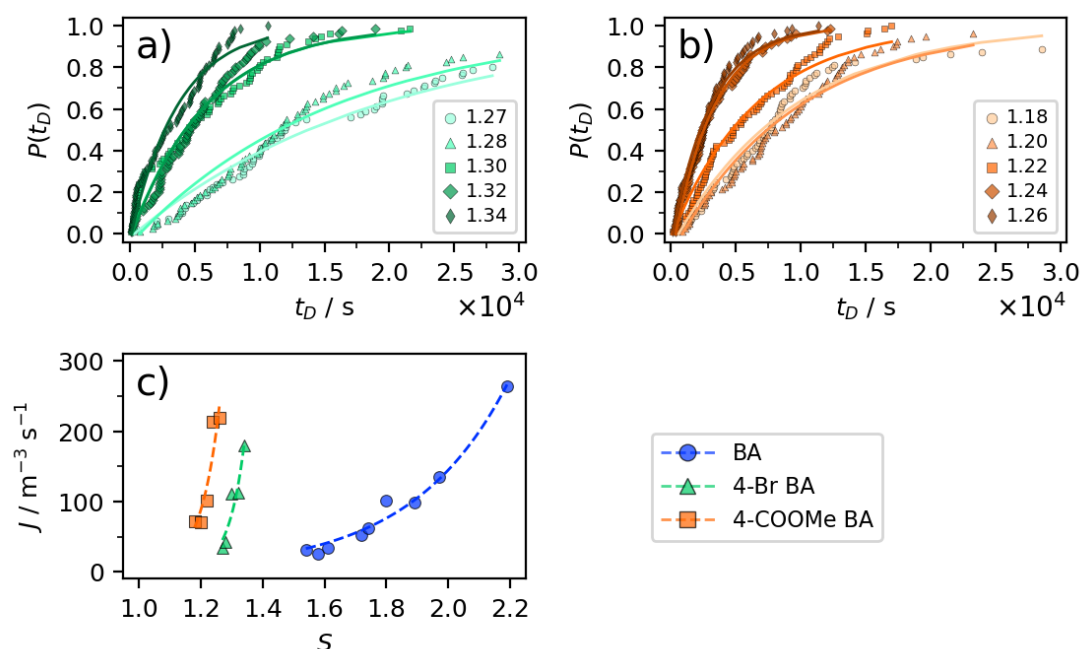 a)
P(t_D)
1.0
0.8
0.6
0.4
0.2
0.0
1.27
1.28
1.30
1.32
1.34
0.0 0.5 1.0 1.5 2.0 2.5 3.0
t_D / s ×10⁴
b)
P(t_D)
1.0
0.8
0.6
0.4
0.2
0.0
1.18
1.20
1.22
1.24
1.26
0.0 0.5 1.0 1.5 2.0 2.5 3.0
t_D / s ×10⁴
c)
J / m⁻³ s⁻¹
300
200
100
0
1.0 1.2 1.4 1.6 1.8 2.0 2.2
S
BA
4-Br BA
4-COOMe BA